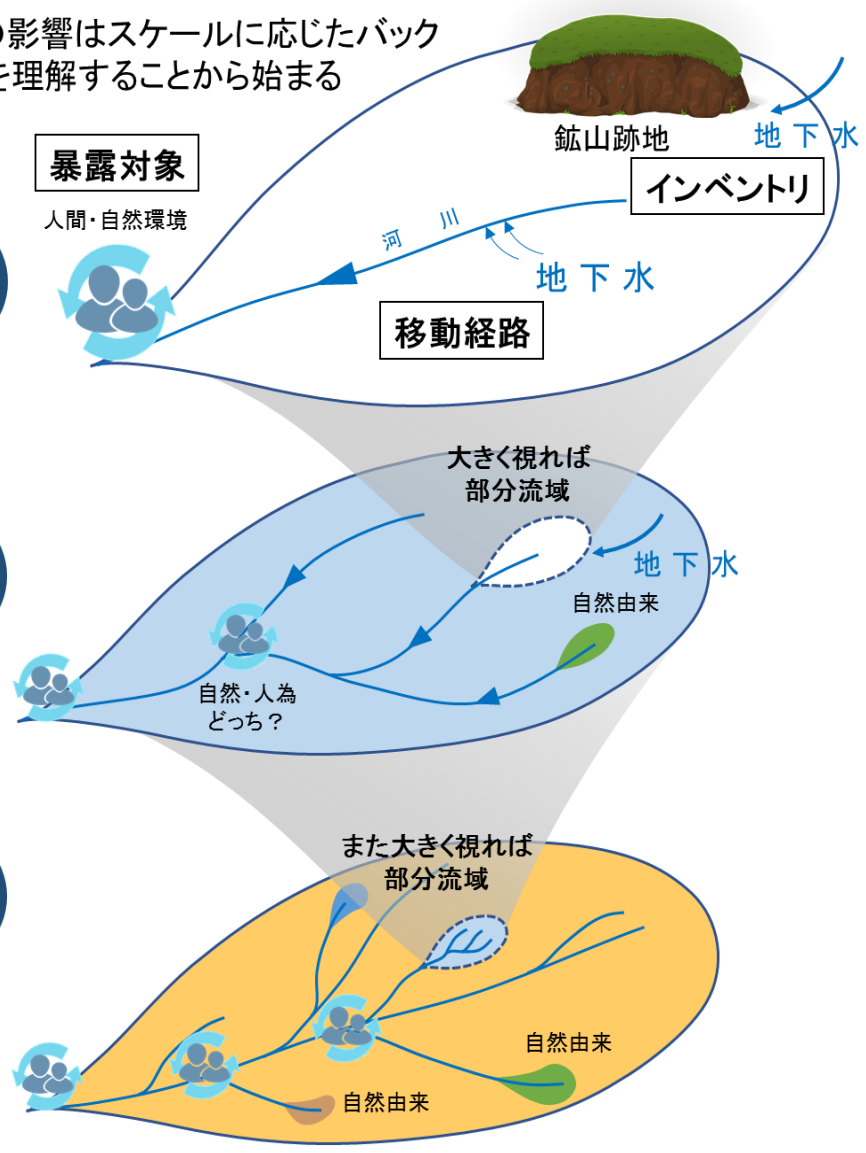 の影響はスケールに応じたバック
を理解することから始まる
鉱山跡地
地下水
暴露対象
インベントリ
人間・自然環境
河川
地下水
移動経路
大きく視れば
部分流域
地下水
自然由来
自然・人為
どっち？
また大きく視れば
部分流域
自然由来
自然由来